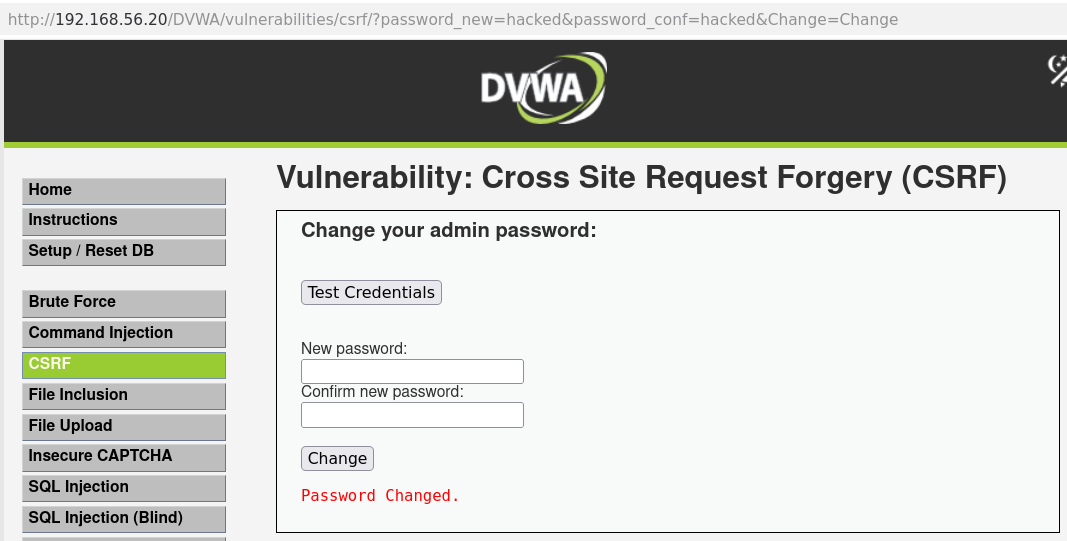 http://192.168.56.20/DVWA/vulnerabilities/csrf/?password_new=hacked&password_conf=hacked&Change=Change
DVWA
Vulnerability: Cross Site Request Forgery (CSRF)
Home
Instructions
Setup / Reset DB
Brute Force
Command Injection
CSRF
File Inclusion
File Upload
Insecure CAPTCHA
SQL Injection
SQL Injection (Blind)
Change your admin password:
Test Credentials
New password:
Confirm new password:
Change
Password Changed.